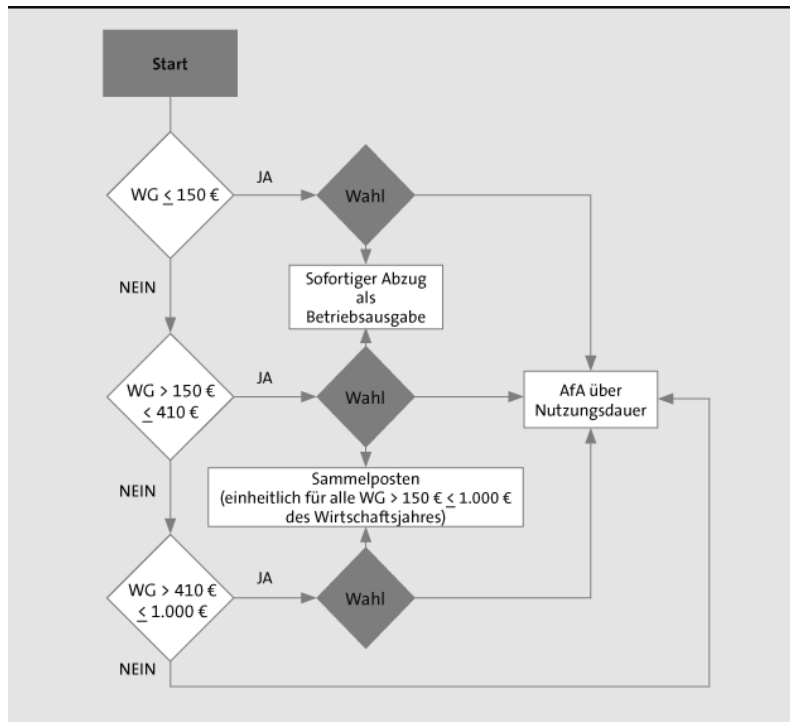 Start
WG ≤ 150 €
JA
Wahl
NEIN
Sofortiger Abzug
als
Betriebsausgabe
WG > 150 €
≤ 410 €
JA
Wahl
AfA über
Nutzungsdauer
NEIN
Sammelposten
(einheitlich für alle WG > 150 € ≤ 1.000 €
des Wirtschaftsjahres)
WG > 410 €
≤ 1.000 €
JA
Wahl
NEIN